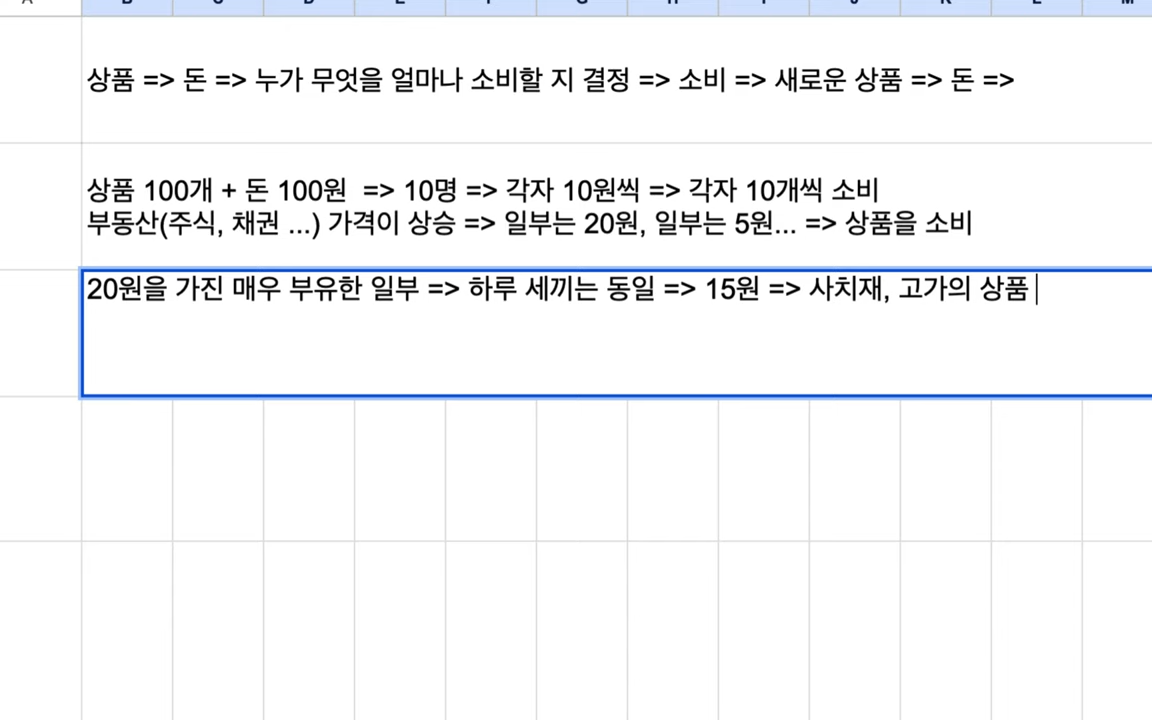 상품 => 돈 => 누가 무엇을 얼마나 소비할 지 결정 => 소비 => 새로운 상품 => 돈 =>
상품 100개 + 돈 100원  => 10명 => 각자 10원씩 => 각자 10개씩 소비
부동산(주식, 채권 ...) 가격이 상승 => 일부는 20원, 일부는 5원... => 상품을 소비
20원을 가진 매우 부유한 일부 => 하루 세끼는 동일 => 15원 => 사치재, 고가의 상품